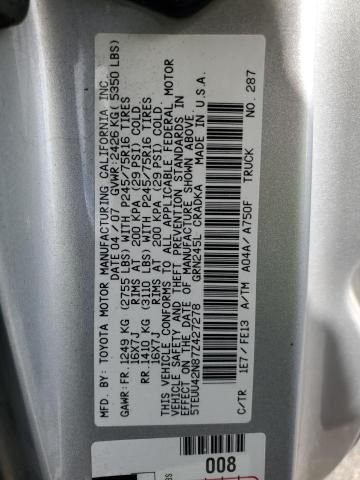 MFD. BY: TOYOTA MOTOR MANUFACTURING CALIFORNIA INC.
DATE 04/07 GVWR: 2426 KG (5350 LBS)
GAWR: FR. 1249 KG (2755 LBS) WITH P245/75R16 TIRES
16X7J RIMS AT 200 KPA (29 PSI) COLD.
RR. 1410 KG (3110 LBS) WITH P245/75R16 TIRES
16X7J RIMS AT 200 KPA (29 PSI) COLD.
THIS VEHICLE CONFORMS TO ALL APPLICABLE FEDERAL MOTOR
VEHICLE SAFETY AND THEFT PREVENTION STANDARDS IN
EFFECT ON THE DATE OF MANUFACTURE SHOWN ABOVE.
5TEUU42N87Z427278 GRN245L CRADKA MADE IN U.S.A.
C/TR 1E7/FE13 A/TM A04A/A750F TRUCK NO. 287
008